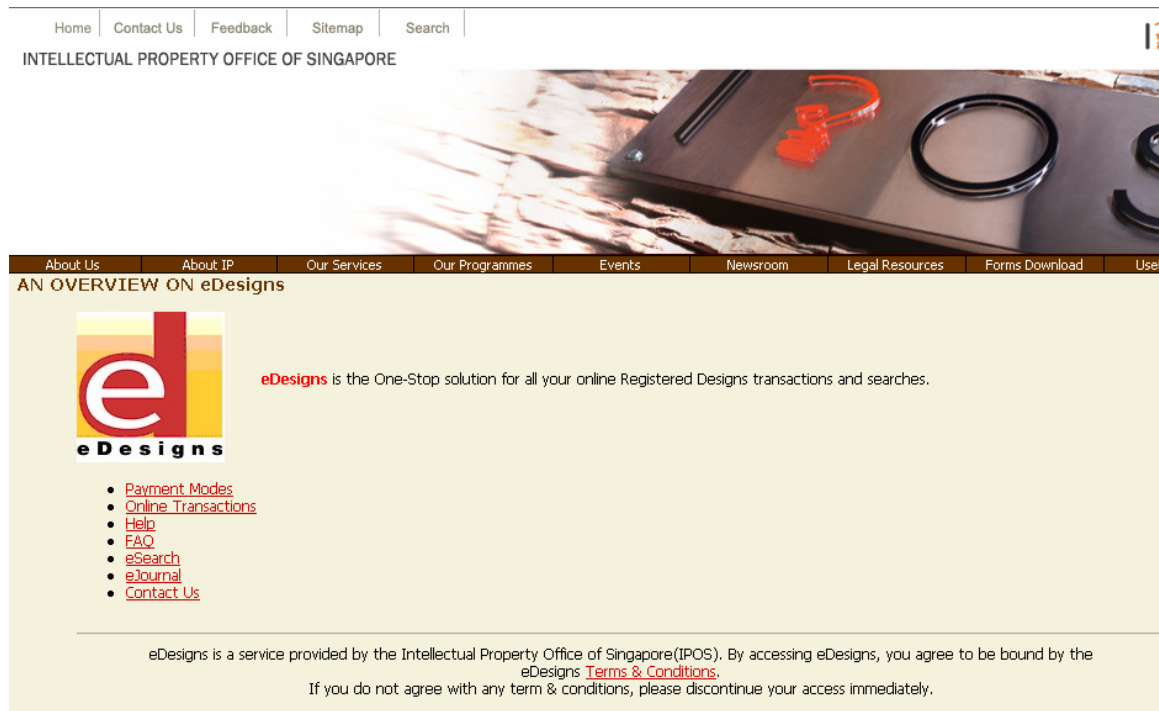 Home Contact Us Feedback Sitemap Search
INTELLECTUAL PROPERTY OFFICE OF SINGAPORE
About Us About IP Our Services Our Programmes Events Newsroom Legal Resources Forms Download
AN OVERVIEW ON eDesigns
eDesigns is the One-Stop solution for all your online Registered Designs transactions and searches.
eDesigns
Payment Modes
Online Transactions
Help
FAQ
eSearch
eJournal
Contact Us
eDesigns is a service provided by the Intellectual Property Office of Singapore(IPOS). By accessing eDesigns, you agree to be bound by the
eDesigns Terms & Conditions.
If you do not agree with any term & conditions, please discontinue your access immediately.